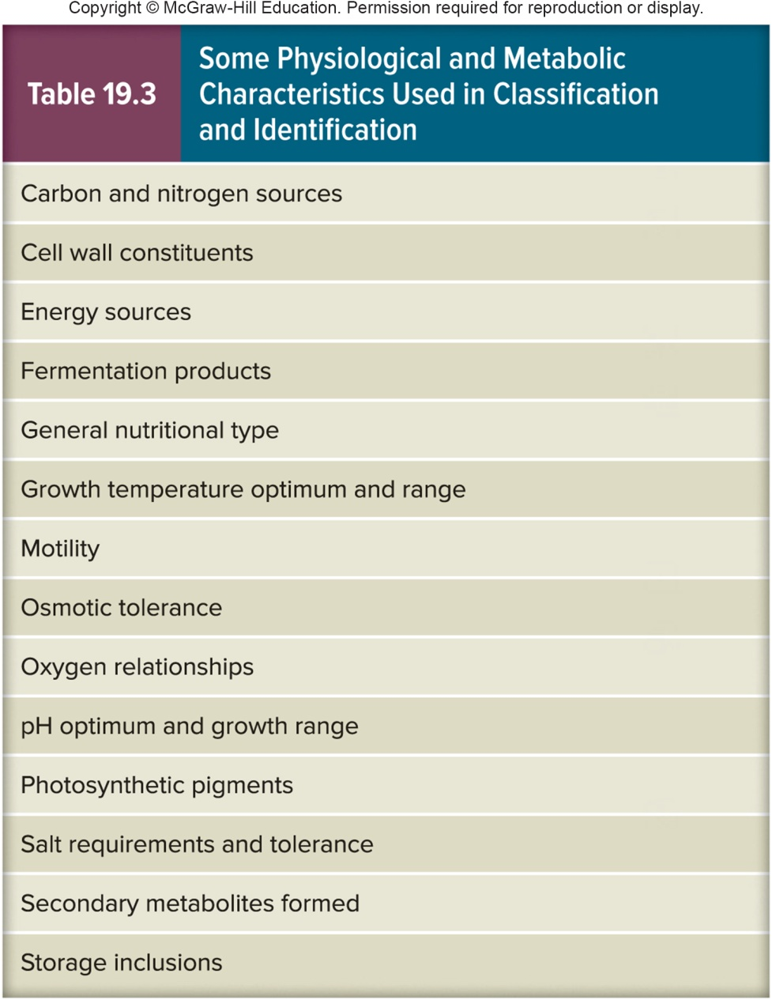 Copyright © McGraw-Hill Education. Permission required for reproduction or display.
Table 19.3
Some Physiological and Metabolic
Characteristics Used in Classification
and Identification
Carbon and nitrogen sources
Cell wall constituents
Energy sources
Fermentation products
General nutritional type
Growth temperature optimum and range
Motility
Osmotic tolerance
Oxygen relationships
pH optimum and growth range
Photosynthetic pigments
Salt requirements and tolerance
Secondary metabolites formed
Storage inclusions